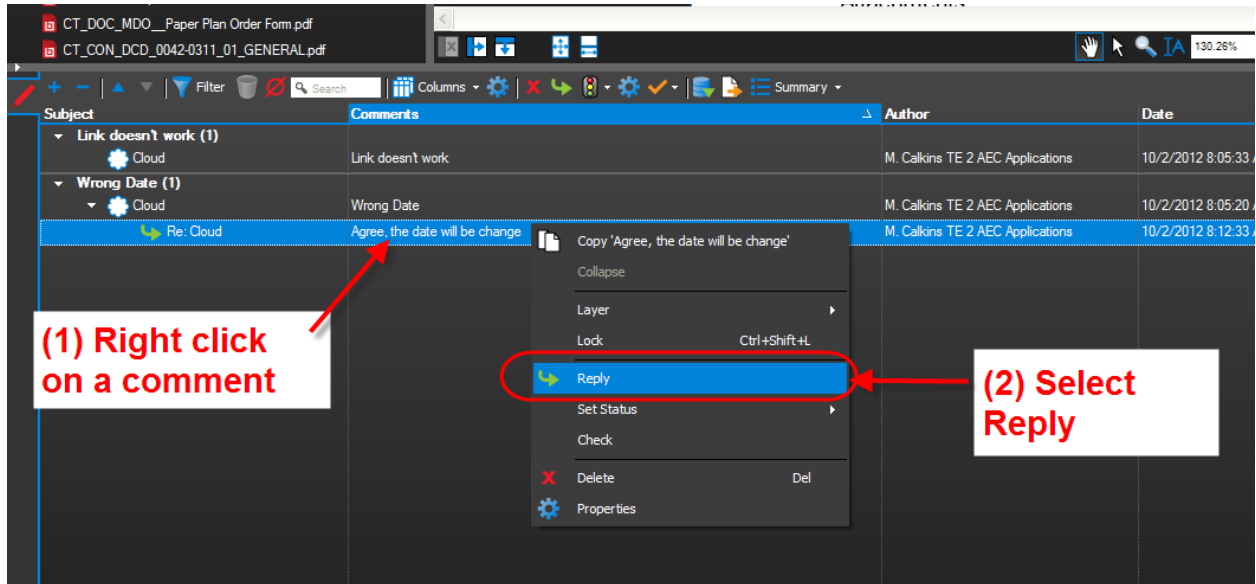 CT_DOC_MDO__Paper Plan Order Form.pdf
CT_CON_DCD_0042-0311_01_GENERAL.pdf
130.26%
Filter Search Columns Summary
Subject Comments Author Date
Link doesn't work (1)
Cloud Link doesn't work M. Calkins TE 2 AEC Applications 10/2/2012 8:05:33
Wrong Date (1)
Cloud Wrong Date M. Calkins TE 2 AEC Applications 10/2/2012 8:05:20
Re: Cloud Agree, the date will be change M. Calkins TE 2 AEC Applications 10/2/2012 8:12:33
Copy 'Agree, the date will be change'
Collapse
Layer
Lock Ctrl+Shift+L
Reply
Set Status
Check
Delete Del
Properties
(1) Right click
on a comment
(2) Select
Reply